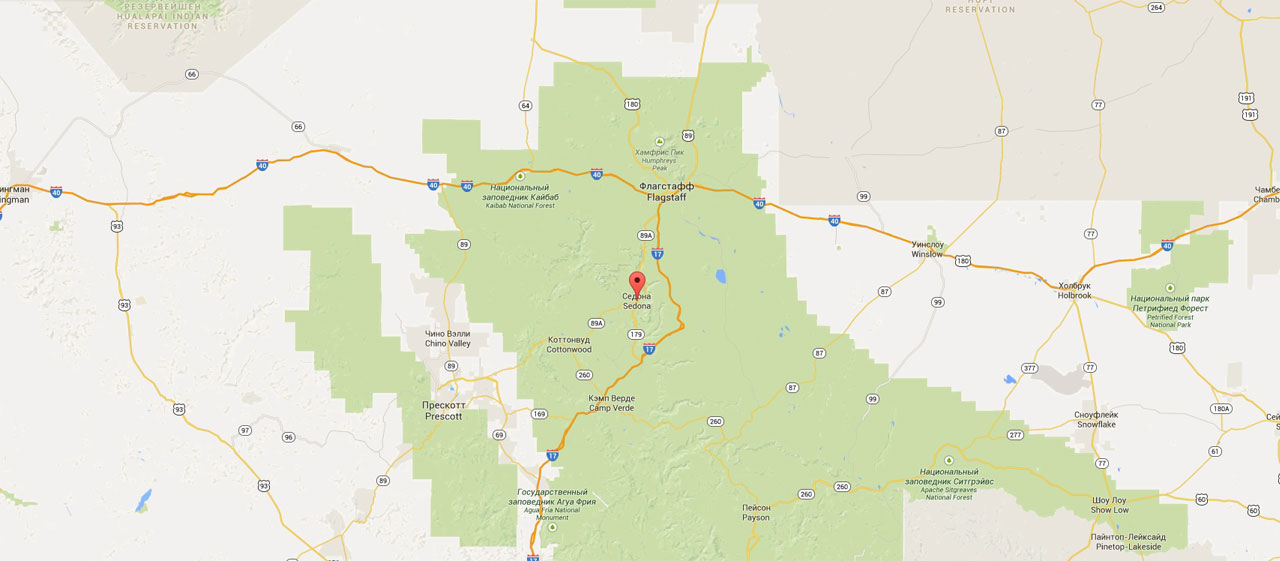 РЕЗЕРВЕЙШЕН
HUALAPAI INDIAN
RESERVATION
RESERVATION
264
66
64
180
191
191
77
66
89
87
Хамфрис Пик
Humphreys
Peak
40
40
40
40
Национальный
заповедник Кайбаб
Kaibab National Forest
Флагстафф
Flagstaff
40
99
40
93
89A
89
17
77
40
Уинслоу
Winslow
180
Седона
Sedona
87
99
Холбрук
Holbrook
Национальный парк
Петрифиед Форест
Petrified Forest
National Park
93
89A
179
Чино Вэлли
Chino Valley
Коттонвуд
Cottonwood
17
87
180
89
260
377
77
87
Прескотт
Prescott
Кэмп Верде
Camp Verde
99
180A
93
169
260
Сноуфлейк
Snowflake
97
96
69
277
61
17
77
Национальный
заповедник Ситгрэйвс
Apache Sitgreaves
National Forest
89
93
260
260
Государственный
заповедник Агуа Фрия
Agua Fria National
Monument
Пейсон
Payson
Шоу Лоу
Show Low
60
60
Пайнтоп-Лейксайд
Pinetop-Lakeside
17